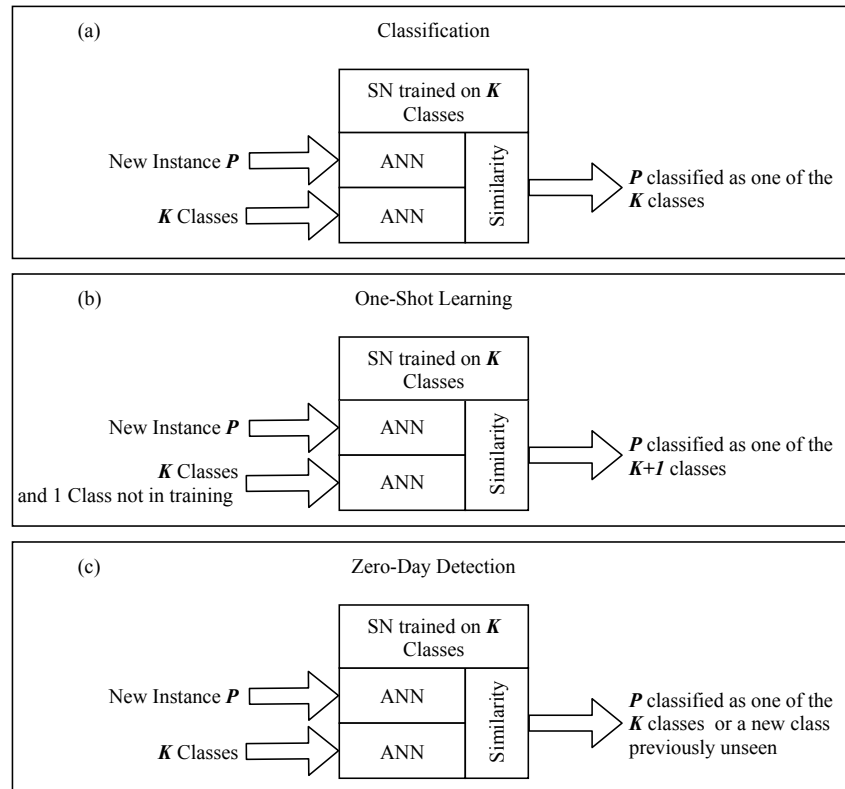 (a)
Classification
SN trained on K
Classes
New Instance P
ANN
K Classes
ANN
Similarity
P classified as one of the
K classes
(b)
One-Shot Learning
SN trained on K
Classes
New Instance P
ANN
K Classes
and 1 Class not in training
ANN
Similarity
P classified as one of the
K+1 classes
(c)
Zero-Day Detection
SN trained on K
Classes
New Instance P
ANN
K Classes
ANN
Similarity
P classified as one of the
K classes or a new class
previously unseen